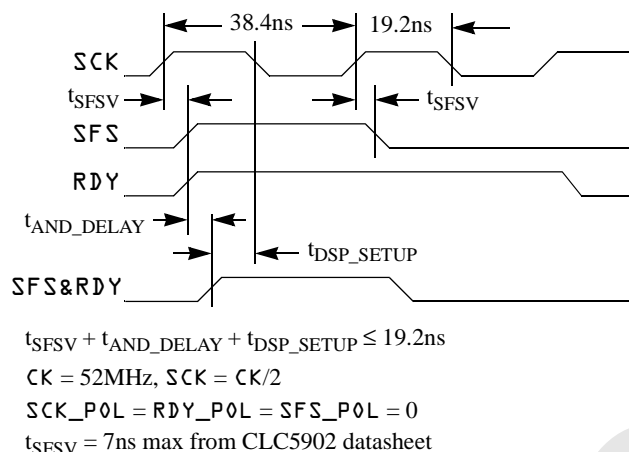 38.4ns 19.2ns
SCK
tSFSV tSFSV
SFS
RDY
tAND_DELAY
tDSP_SETUP
SFS&RDY
tSFSV + tAND_DELAY + tDSP_SETUP ≤ 19.2ns
CK = 52MHz, SCK = CK/2
SCK_POL = RDY_POL = SFS_POL = 0
tSFSV = 7ns max from CLC5902 datasheet